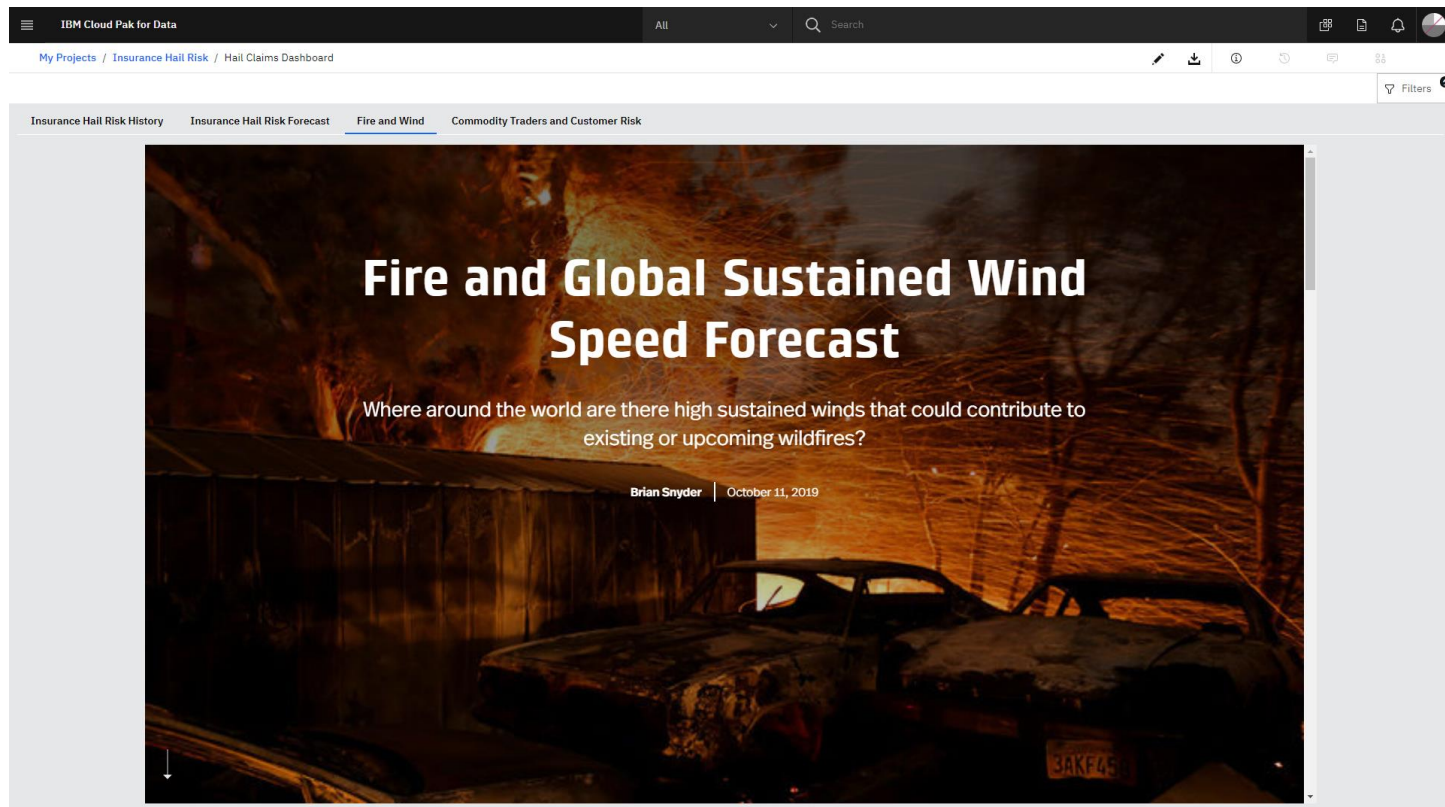 IBM Cloud Pak for Data
All
Search
My Projects / Insurance Hail Risk / Hail Claims Dashboard
Filters
Insurance Hail Risk History
Insurance Hail Risk Forecast
Fire and Wind
Commodity Traders and Customer Risk
Fire and Global Sustained Wind
Speed Forecast
Where around the world are there high sustained winds that could contribute to
existing or upcoming wildfires?
Brian Snyder | October 11, 2019